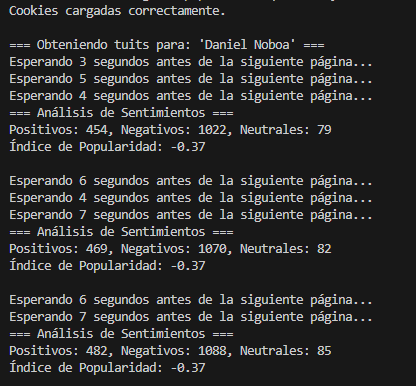 Cookies cargadas correctamente.
=== Obteniendo tuits para: 'Daniel Noboa' ===
Esperando 3 segundos antes de la siguiente página...
Esperando 5 segundos antes de la siguiente página...
Esperando 4 segundos antes de la siguiente página...
=== Análisis de Sentimientos ===
Positivos: 454, Negativos: 1022, Neutrales: 79
Índice de Popularidad: -0.37
Esperando 6 segundos antes de la siguiente página...
Esperando 4 segundos antes de la siguiente página...
Esperando 7 segundos antes de la siguiente página...
=== Análisis de Sentimientos ===
Positivos: 469, Negativos: 1070, Neutrales: 82
Índice de Popularidad: -0.37
Esperando 6 segundos antes de la siguiente página...
Esperando 7 segundos antes de la siguiente página...
=== Análisis de Sentimientos ===
Positivos: 482, Negativos: 1088, Neutrales: 85
Índice de Popularidad: -0.37